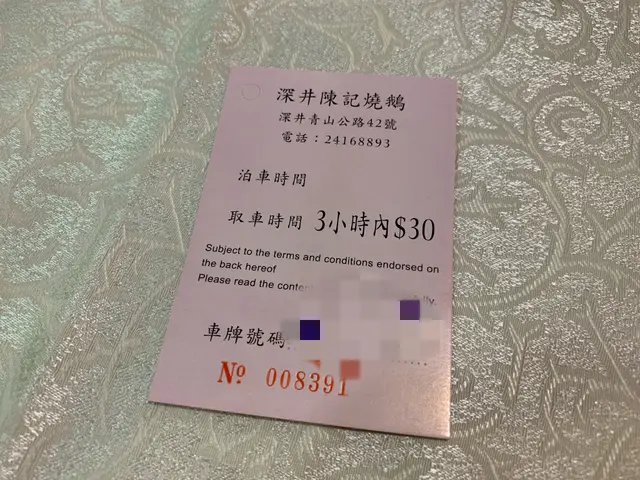 深井陳記燒鵝
深井青山公路42號
電話：24168893
泊車時間
取車時間 3小時內$30
Subject to the terms and conditions endorsed on
the back hereof
Please read the
車牌號碼
Nº 008391